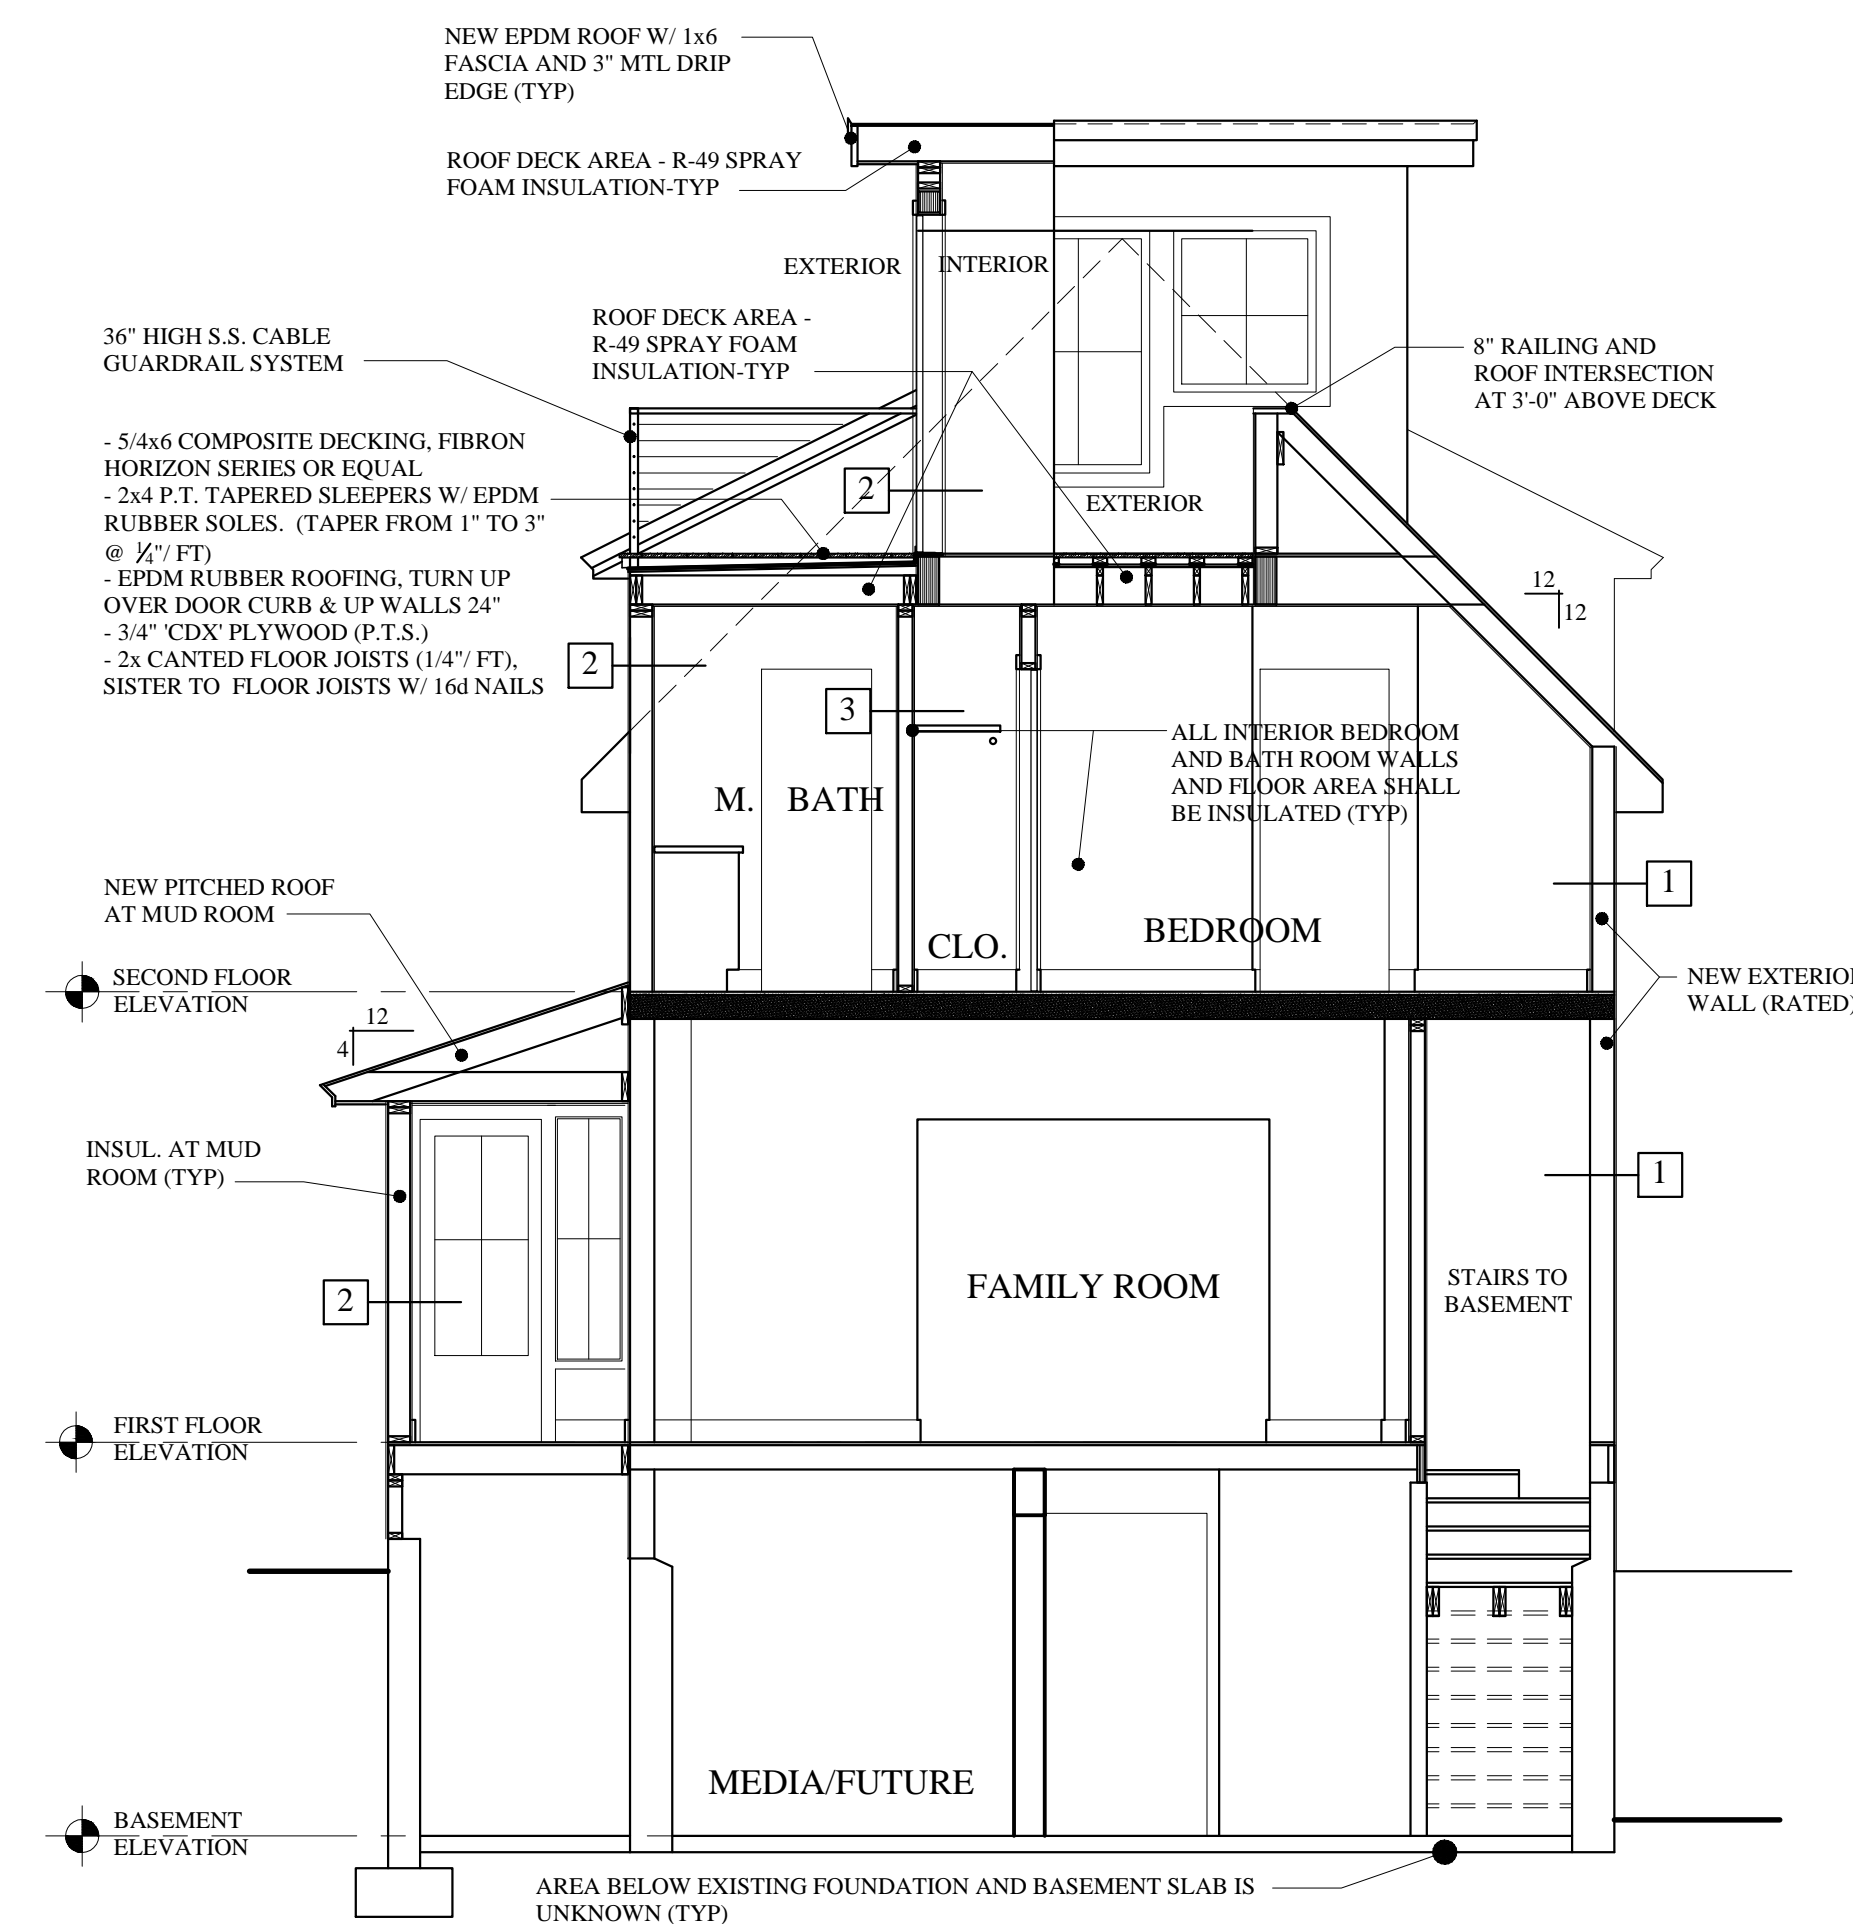 NEW EPDM ROOF W/ 1x6
FASCIA AND 3" MTL DRIP
EDGE (TYP)
ROOF DECK AREA - R-49 SPRAY
FOAM INSULATION-TYP
EXTERIOR
INTERIOR
ROOF DECK AREA -
R-49 SPRAY FOAM
INSULATION-TYP
36" HIGH S.S. CABLE
GUARDRAIL SYSTEM
8" RAILING AND
ROOF INTERSECTION
AT 3'-0" ABOVE DECK
- 5/4x6 COMPOSITE DECKING, FIBRON
HORIZON SERIES OR EQUAL
- 2x4 P.T. TAPERED SLEEPERS W/ EPDM
RUBBER SOLES. (TAPER FROM 1" TO 3"
@ ¼"/ FT)
- EPDM RUBBER ROOFING, TURN UP
OVER DOOR CURB & UP WALLS 24"
- 3/4" 'CDX' PLYWOOD (P.T.S.)
- 2x CANTED FLOOR JOISTS (1/4"/ FT),
SISTER TO FLOOR JOISTS W/ 16d NAILS
2
EXTERIOR
12
12
2
3
ALL INTERIOR BEDROOM
AND BATH ROOM WALLS
AND FLOOR AREA SHALL
BE INSULATED (TYP)
M. BATH
1
NEW PITCHED ROOF
AT MUD ROOM
CLO.
BEDROOM
SECOND FLOOR
ELEVATION
NEW EXTERIOR
WALL (RATED)
12
4
INSUL. AT MUD
ROOM (TYP)
1
2
FAMILY ROOM
STAIRS TO
BASEMENT
FIRST FLOOR
ELEVATION
MEDIA/FUTURE
BASEMENT
ELEVATION
AREA BELOW EXISTING FOUNDATION AND BASEMENT SLAB IS
UNKNOWN (TYP)